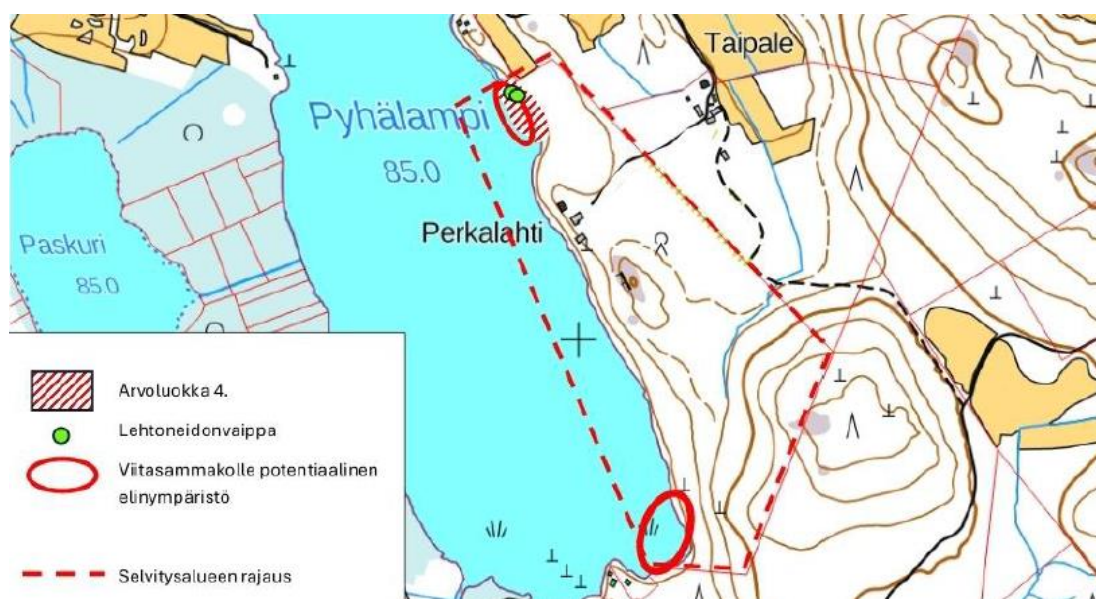 Taipale
Pyhälampi
85.0
Perkalahti
Paskuri
85.0
Arvoluokka 4.
Lehtoneidonvaippa
Viitasammakolle potentiaalinen
elinympäristö
Selvitysalueen rajaus